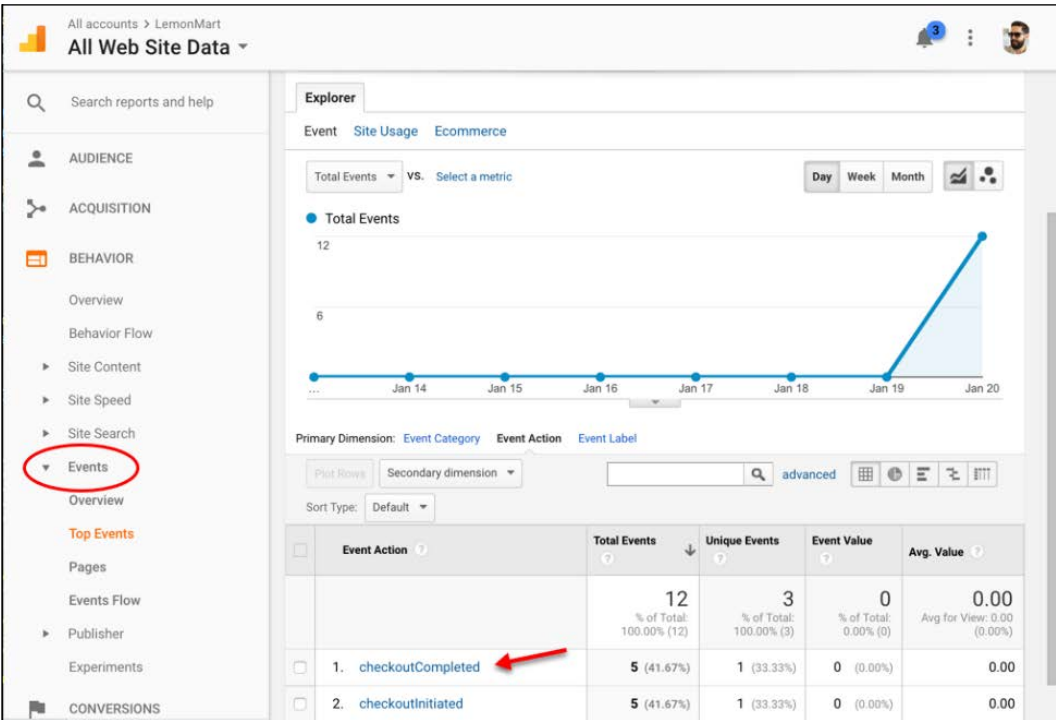 All accounts > LemonMart
All Web Site Data
3
Search reports and help
AUDIENCE
ACQUISITION
BEHAVIOR
Overview
Behavior Flow
Site Content
Site Speed
Site Search
Events
Overview
Top Events
Pages
Events Flow
Publisher
Experiments
CONVERSIONS
Explorer
Event Site Usage Ecommerce
Total Events VS. Select a metric
Day Week Month
Total Events
12
6
... Jan 14 Jan 15 Jan 16 Jan 17 Jan 18 Jan 19 Jan 20
Primary Dimension: Event Category Event Action Event Label
Plot Rows Secondary dimension advanced
Sort Type: Default
Event Action ? Total Events ? Unique Events ? Event Value ? Avg. Value ?
12 3 0 0.00
% of Total: % of Total: % of Total: Avg for View: 0.00
100.00% (12) 100.00% (3) 0.00% (0) (0.00%)
1. checkoutCompleted 5 (41.67%) 1 (33.33%) 0 (0.00%) 0.00
2. checkoutInitiated 5 (41.67%) 1 (33.33%) 0 (0.00%) 0.00